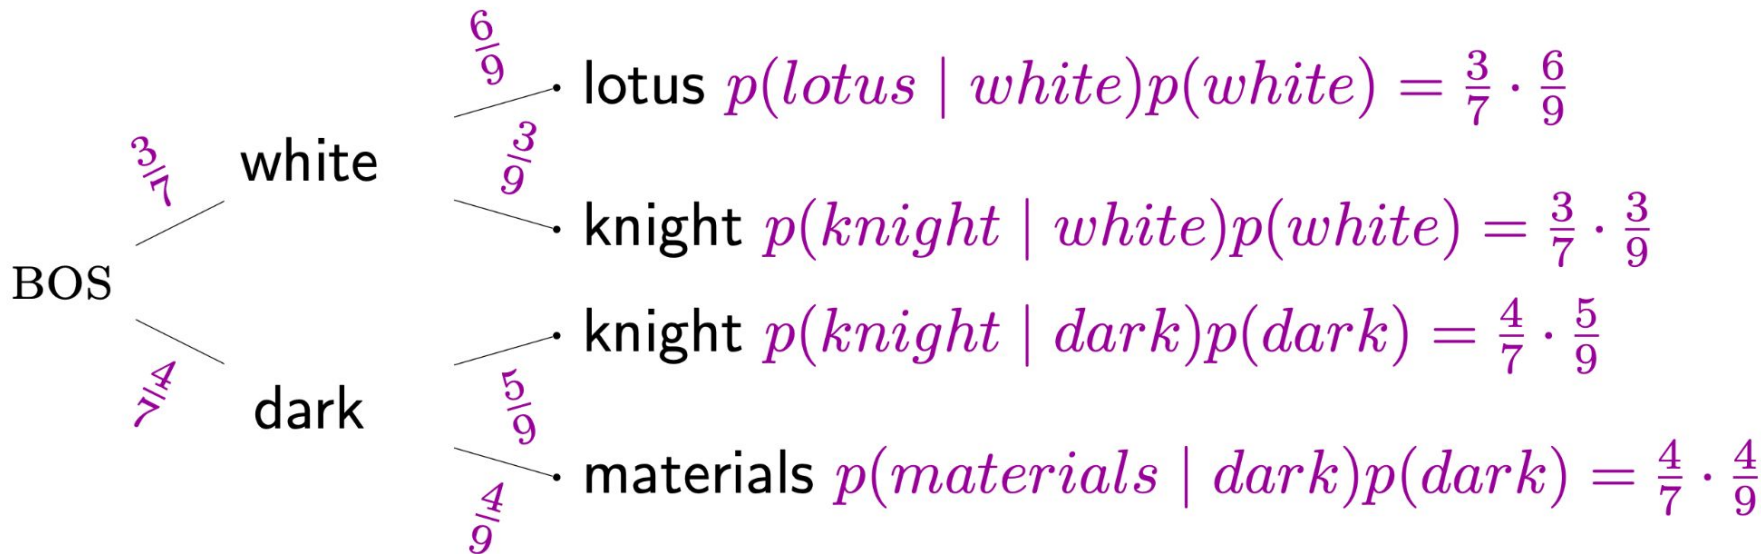 6/9
lotus p(lotus | white)p(white) = 3/7 · 6/9
3/7
white
3/9
knight p(knight | white)p(white) = 3/7 · 3/9
BOS
knight p(knight | dark)p(dark) = 4/7 · 5/9
4/7
dark
5/9
materials p(materials | dark)p(dark) = 4/7 · 4/9
4/9